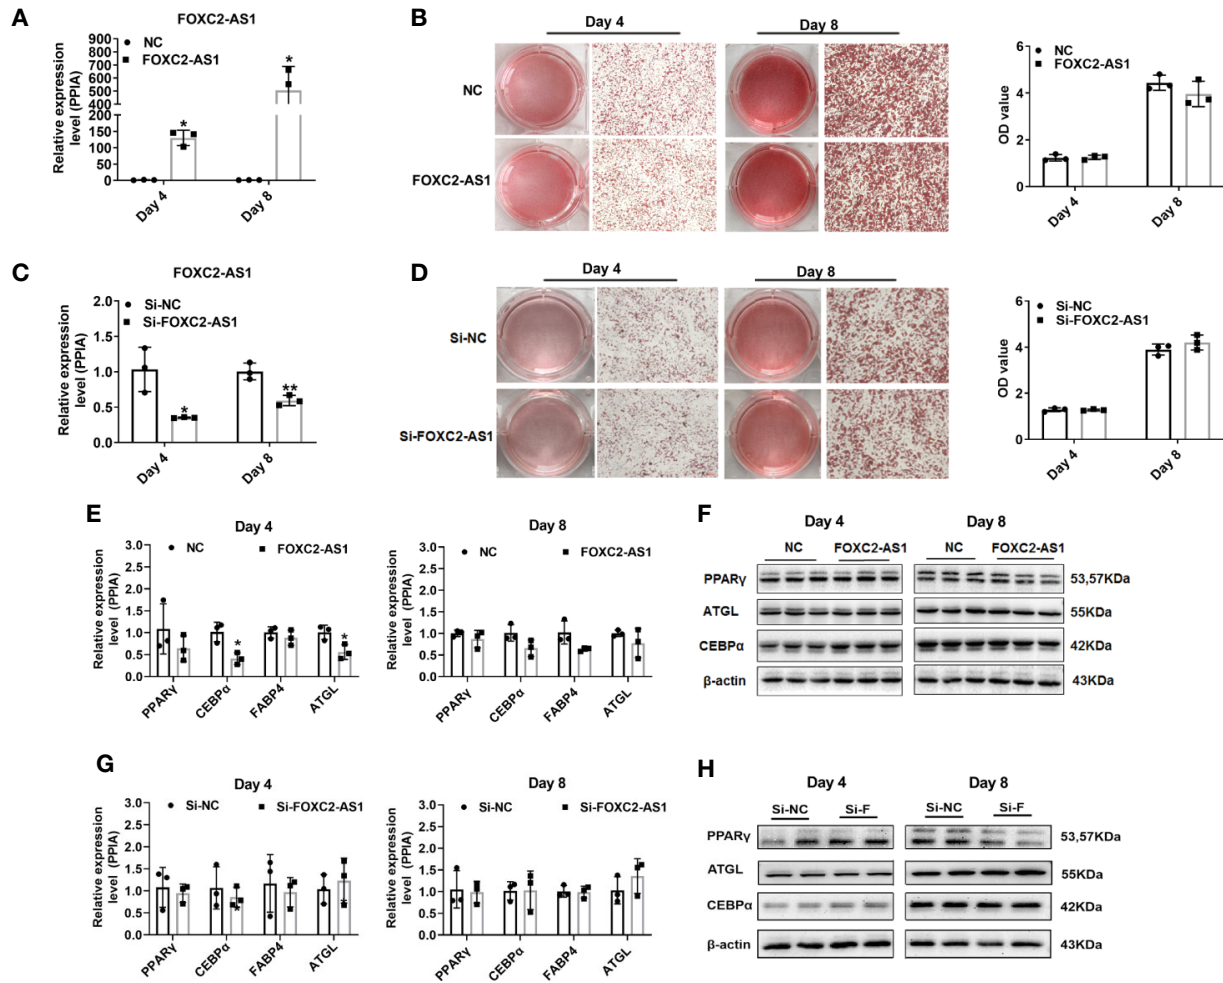 A
FOXC2-AS1
NC
FOXC2-AS1
Relative expression
level (PPIA)
900
800
700
600
500
400
200
150
100
50
0
*
*
Day 4
Day 8
B
Day 4
Day 8
NC
FOXC2-AS1
NC
FOXC2-AS1
OD value
6
4
2
0
Day 4
Day 8
C
FOXC2-AS1
Si-NC
Si-FOXC2-AS1
Relative expression
level (PPIA)
2.0
1.5
1.0
0.5
0.0
*
**
Day 4
Day 8
D
Day 4
Day 8
Si-NC
Si-FOXC2-AS1
Si-NC
Si-FOXC2-AS1
OD value
6
4
2
0
Day 4
Day 8
E
Day 4
NC
FOXC2-AS1
Relative expression
level (PPIA)
3.0
2.5
2.0
1.5
1.0
0.5
0.0
*
*
PPARγ
CEBPα
FABP4
ATGL
Day 8
NC
FOXC2-AS1
Relative expression
level (PPIA)
3.0
2.5
2.0
1.5
1.0
0.5
0.0
PPARγ
CEBPα
FABP4
ATGL
F
Day 4
Day 8
NC
FOXC2-AS1
NC
FOXC2-AS1
PPARγ
53,57KDa
ATGL
55KDa
CEBPα
42KDa
β-actin
43KDa
G
Day 4
Si-NC
Si-FOXC2-AS1
Relative expression
level (PPIA)
3.0
2.5
2.0
1.5
1.0
0.5
0.0
*
PPARγ
CEBPα
FABP4
ATGL
Day 8
Si-NC
Si-FOXC2-AS1
Relative expression
level (PPIA)
3.0
2.5
2.0
1.5
1.0
0.5
0.0
PPARγ
CEBPα
FABP4
ATGL
H
Day 4
Day 8
Si-NC
Si-F
Si-NC
Si-F
PPARγ
53,57KDa
ATGL
55KDa
CEBPα
42KDa
β-actin
43KDa